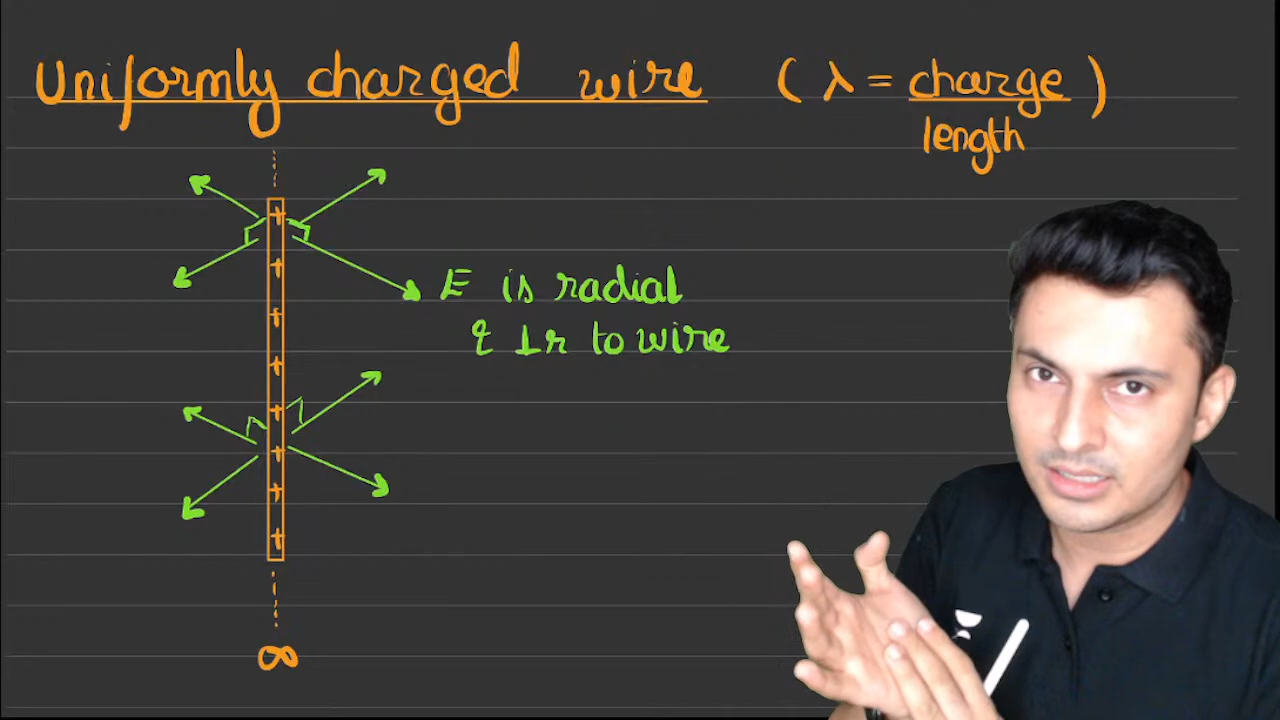 Uniformly charged wire ( λ = charge
length )
+
+
+
+
+
+
+
+
E is radial
& ⊥r to wire
∞